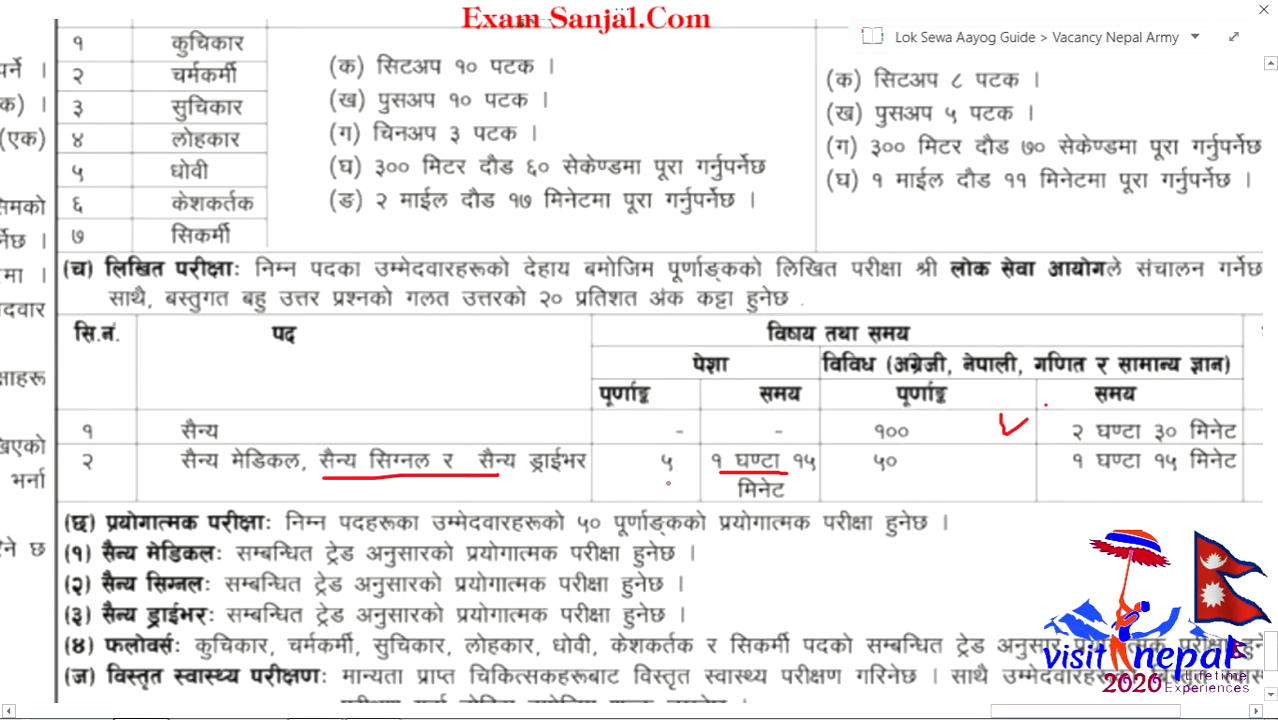 Exam Sanjal.Com
Lok Sewa Aayog Guide > Vacancy Nepal Army
पर्ने ।
क) ।
(एक)
र्नेछ ।
मा ।
भर्ना
१ कुचिकार
२ चर्मकर्मी
३ सुचिकार
४ लोहकार
५ धोवी
६ केशकर्तक
७ सिकर्मी
(क) सिटअप १० पटक ।
(ख) पुसअप १० पटक ।
(ग) चिनअप ३ पटक ।
(घ) ३०० मिटर दौड ६० सेकेण्डमा पूरा गर्नुपर्नेछ
(ङ) २ माईल दौड १७ मिनेटमा पूरा गर्नुपर्नेछ ।
(क) सिटअप ८ पटक ।
(ख) पुसअप ५ पटक ।
(ग) ३०० मिटर दौड ७० सेकेण्डमा पूरा गर्नुपर्नेछ
(घ) १ माईल दौड ११ मिनेटमा पूरा गर्नुपर्नेछ ।
(च) लिखित परीक्षाः निम्न पदका उम्मेदवारहरूको देहाय बमोजिम पूर्णाङ्कको लिखित परीक्षा श्री लोक सेवा आयोगले संचालन गर्नेछ
साथै, बस्तुगत बहु उत्तर प्रश्नको गलत उत्तरको २० प्रतिशत अंक कट्टा हुनेछ .
सि.नं. पद विषाय तथा समय
पेशा विविध (अंग्रेजी, नेपाली, गणित र सामान्य ज्ञान)
पूर्णाङ्क समय पूर्णाङ्क समय
१ सैन्य - - १०० २ घण्टा ३० मिनेट
२ सैन्य मेडिकल, सैन्य सिग्नल र सैन्य ड्राईभर ५ १ घण्टा १५ ५० १ घण्टा १५ मिनेट
मिनेट
(छ) प्रयोगात्मक परीक्षाः निम्न पदहरूका उम्मेदवारहरूको ५० पूर्णाङ्कको प्रयोगात्मक परीक्षा हुनेछ ।
(१) सैन्य मेडिकलः सम्बन्धित ट्रेड अनुसारको प्रयोगात्मक परीक्षा हुनेछ ।
(२) सैन्य सिग्नलः सम्बन्धित ट्रेड अनुसारको प्रयोगात्मक परीक्षा हुनेछ ।
(३) सैन्य ड्राईभरः सम्बन्धित ट्रेड अनुसारको प्रयोगात्मक परीक्षा हुनेछ ।
(४) फलोवर्सः कुचिकार, चर्मकर्मी, सुचिकार, लोहकार, धोवी, केशकर्तक र सिकर्मी पदको सम्बन्धित ट्रेड अनुसार
(ज) विस्तृत स्वास्थ्य परीक्षणः मान्यता प्राप्त चिकित्सकहरूबाट विस्तृत स्वास्थ्य परीक्षण गरिनेछ । साथै
visit nepal
2020 Lifetime
Experiences